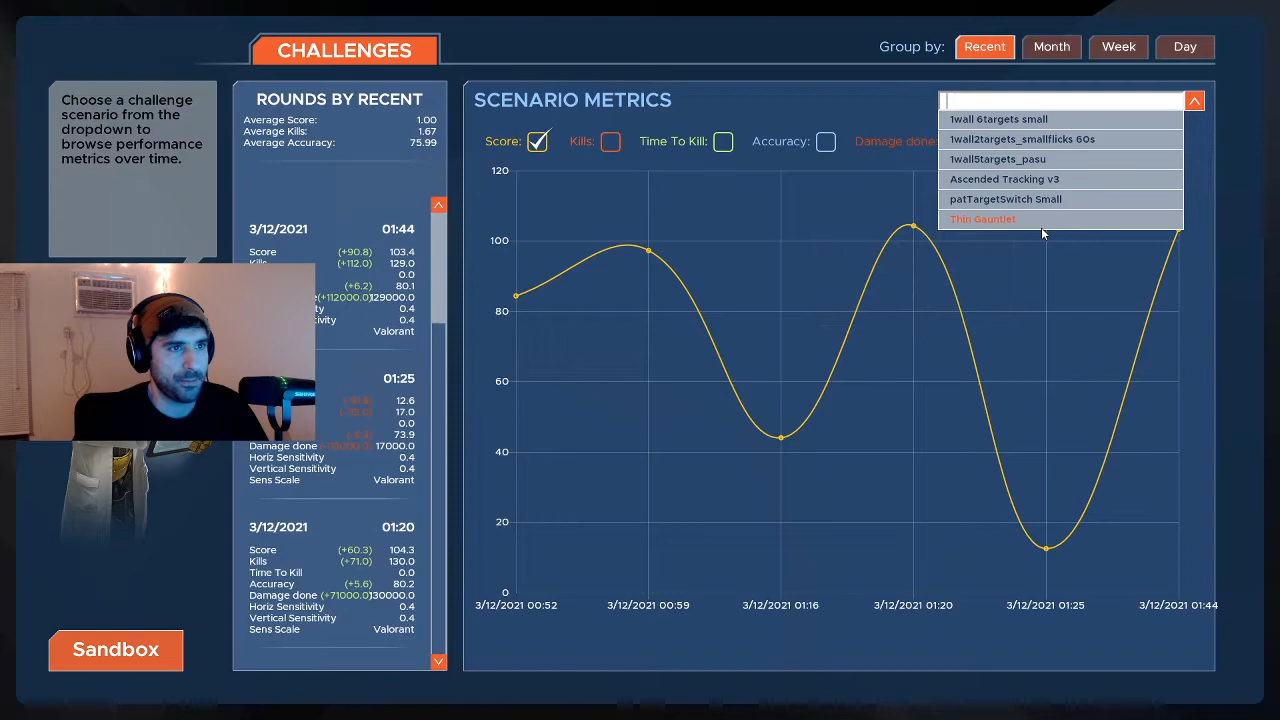 CHALLENGES
Group by:
Recent
Month
Week
Day
Choose a challenge
scenario from the
dropdown to
browse performance
metrics over time.
ROUNDS BY RECENT
Average Score: 1.00
Average Kills: 1.67
Average Accuracy: 75.99
3/12/2021 01:44
Score (+90.8) 103.4
Kills: (+112.0) 129.0
0.0
(+6.2) 80.1
(+112000.0)129000.0
0.4
0.4
Valorant
01:25
12.6
17.0
0.0
73.9
Damage done 17000.0
Horiz Sensitivity 0.4
Vertical Sensitivity 0.4
Sens Scale Valorant
3/12/2021 01:20
Score (+60.3) 104.3
Kills (+71.0) 130.0
Time To Kill 0.0
Accuracy (+5.6) 80.2
Damage done (+71000.0)130000.0
Horiz Sensitivity 0.4
Vertical Sensitivity 0.4
Sens Scale Valorant
SCENARIO METRICS
Score:
Kills:
Time To Kill:
Accuracy:
Damage done:
1wall 6targets small
1wall2targets_smallflicks 60s
1wall5targets_pasu
Ascended Tracking v3
patTargetSwitch Small
Thin Gauntlet
120
100
80
60
40
20
0
3/12/2021 00:52
3/12/2021 00:59
3/12/2021 01:16
3/12/2021 01:20
3/12/2021 01:25
3/12/2021 01:44
Sandbox